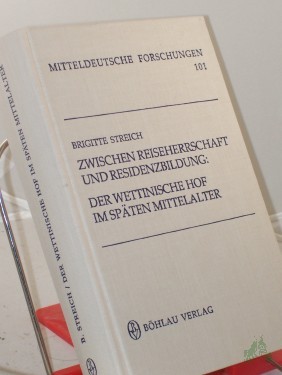 MITTELDEUTSCHE FORSCHUNGEN
101
BRIGITTE STREICH
ZWISCHEN REISEHERRSCHAFT
UND RESIDENZBILDUNG:
DER WETTINISCHE HOF
IM SPÄTEN MITTELALTER
BÖHLAU VERLAG
B. STREICH / DER WETTINISCHE HOF IM SPÄTEN MITTELALTER